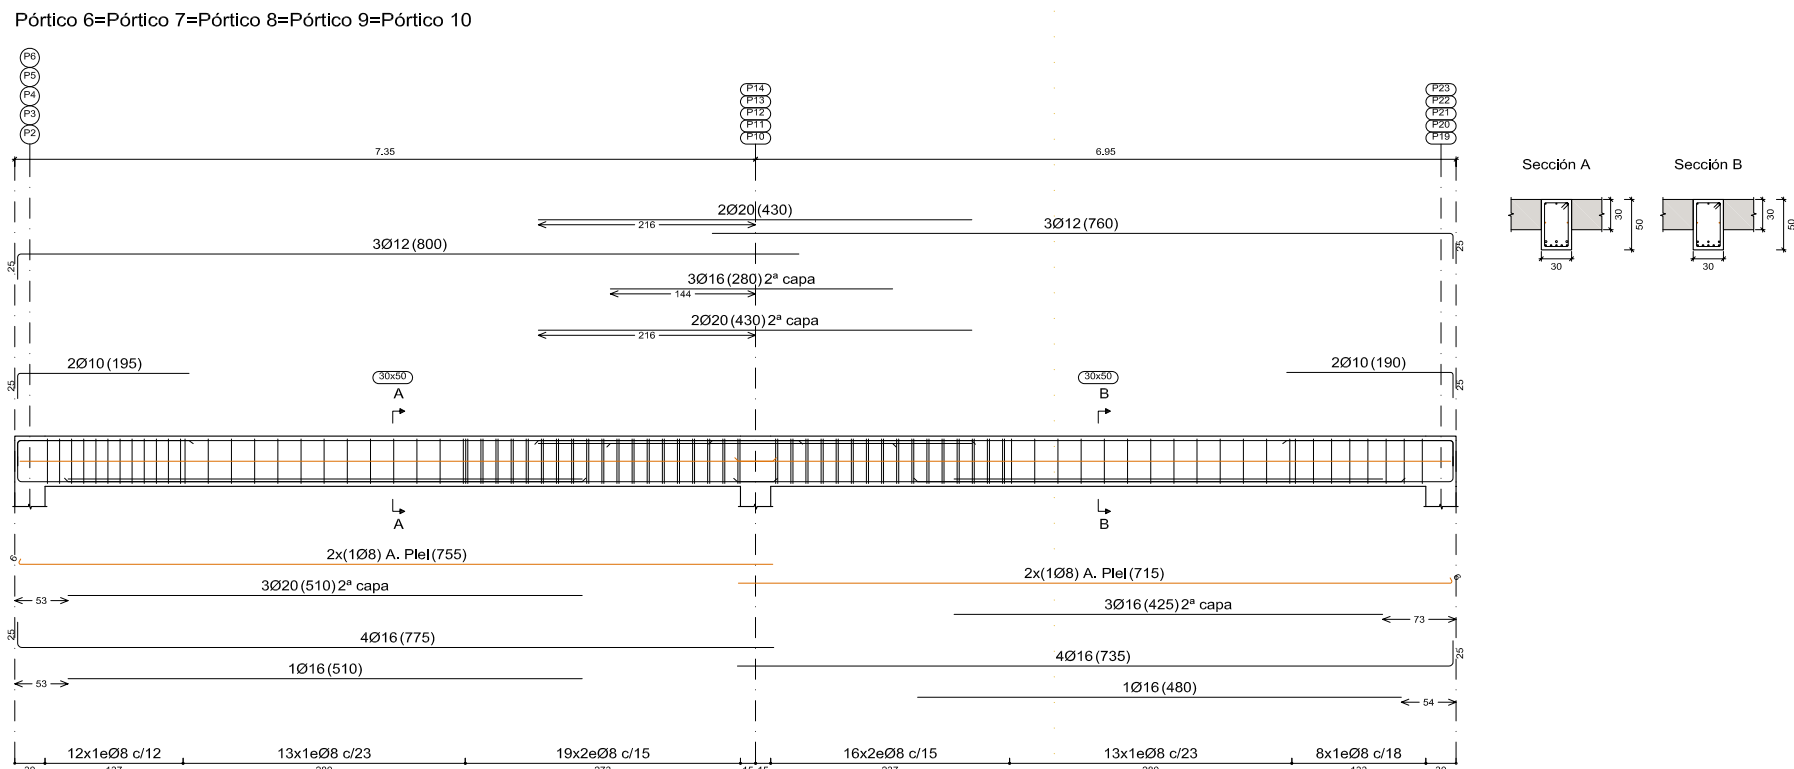 Pórtico 6=Pórtico 7=Pórtico 8=Pórtico 9=Pórtico 10
P6
P5
P4
P3
P2
P14
P13
P12
P11
P10
P23
P22
P21
P20
P19
7.35
6.95
Sección A
Sección B
30
50
30
30
50
30
2Ø20(430)
216
3Ø12(760)
25
3Ø12(800)
25
3Ø16(280)2ª capa
144
2Ø20(430)2ª capa
216
2Ø10(195)
25
2Ø10(190)
25
30x50
A
30x50
B
A
B
2x(1Ø8) A. Piel(755)
6
2x(1Ø8) A. Piel(715)
6
3Ø20(510)2ª capa
53
3Ø16(425)2ª capa
73
4Ø16(775)
25
4Ø16(735)
25
1Ø16(510)
53
1Ø16(480)
54
12x1eØ8 c/12
13x1eØ8 c/23
19x2eØ8 c/15
16x2eØ8 c/15
13x1eØ8 c/23
8x1eØ8 c/18